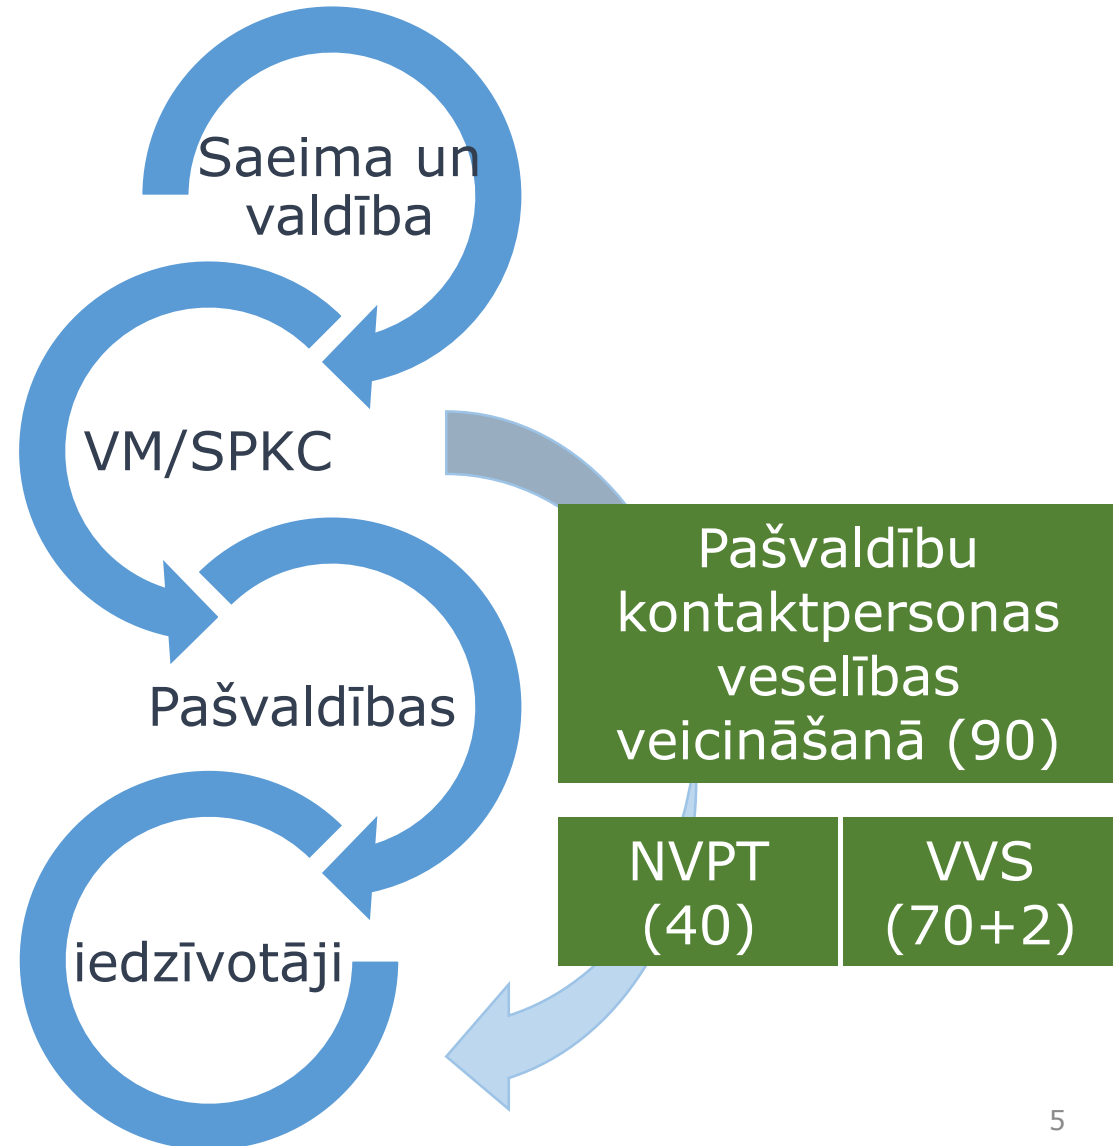 Saeima un
valdība
VM/SPKC
Pašvaldības
iedzīvotāji
Pašvaldību
kontaktpersonas
veselības
veicināšanā (90)
NVPT
(40)
VVS
(70+2)
5